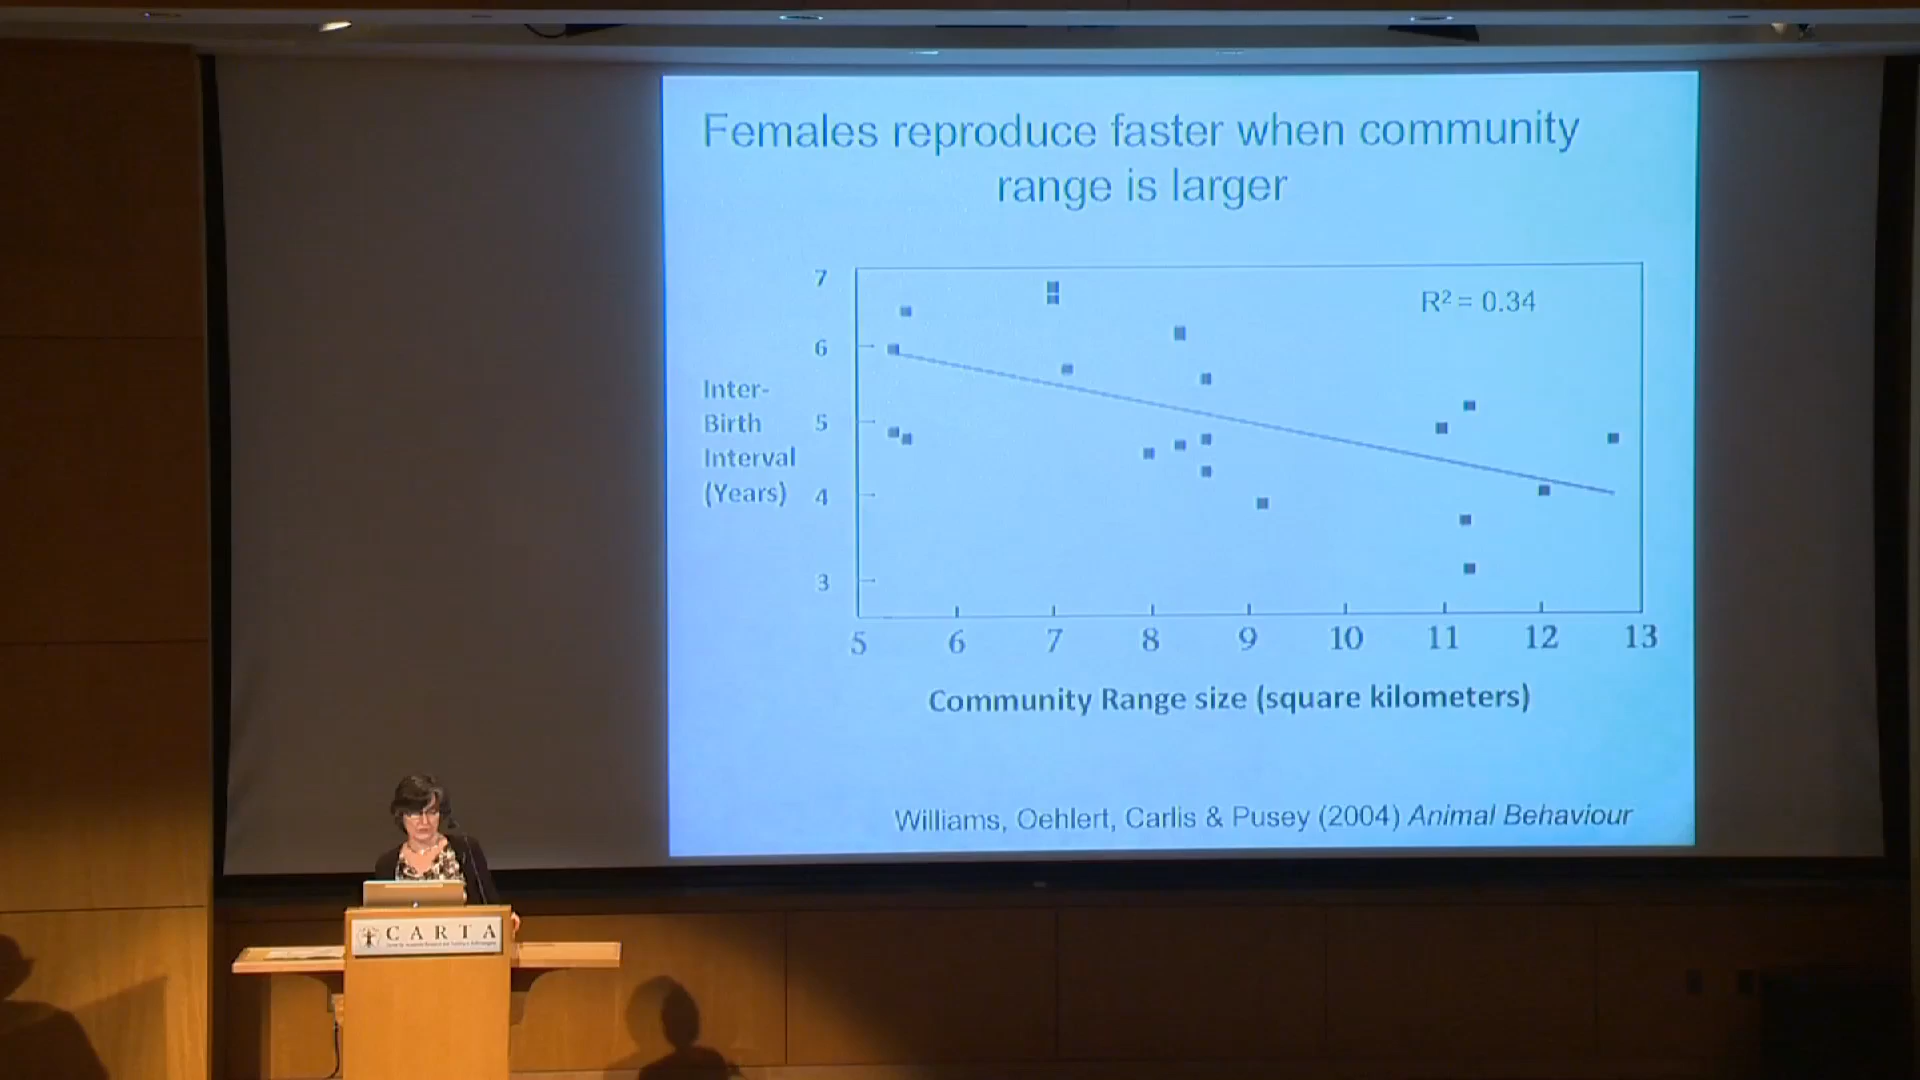 Females reproduce faster when community
range is larger
R² = 0.34
7
6
5
4
3
Inter-
Birth
Interval
(Years)
5 6 7 8 9 10 11 12 13
Community Range size (square kilometers)
Williams, Oehlert, Carlis & Pusey (2004) Animal Behaviour
CARTA